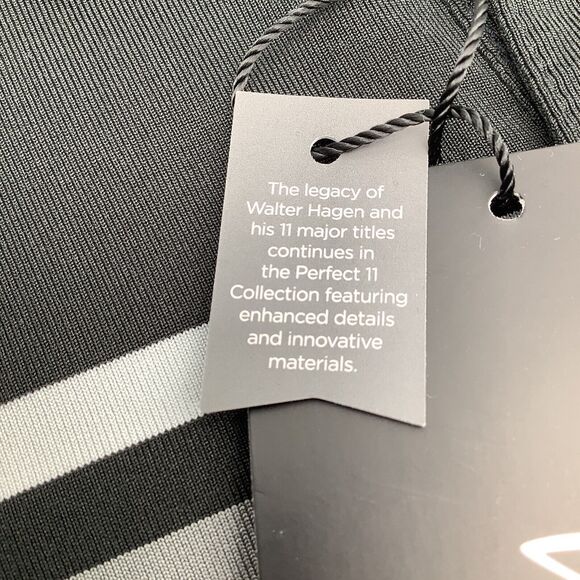 The legacy of
Walter Hagen and
his 11 major titles
continues in
the Perfect 11
Collection featuring
enhanced details
and innovative
materials.